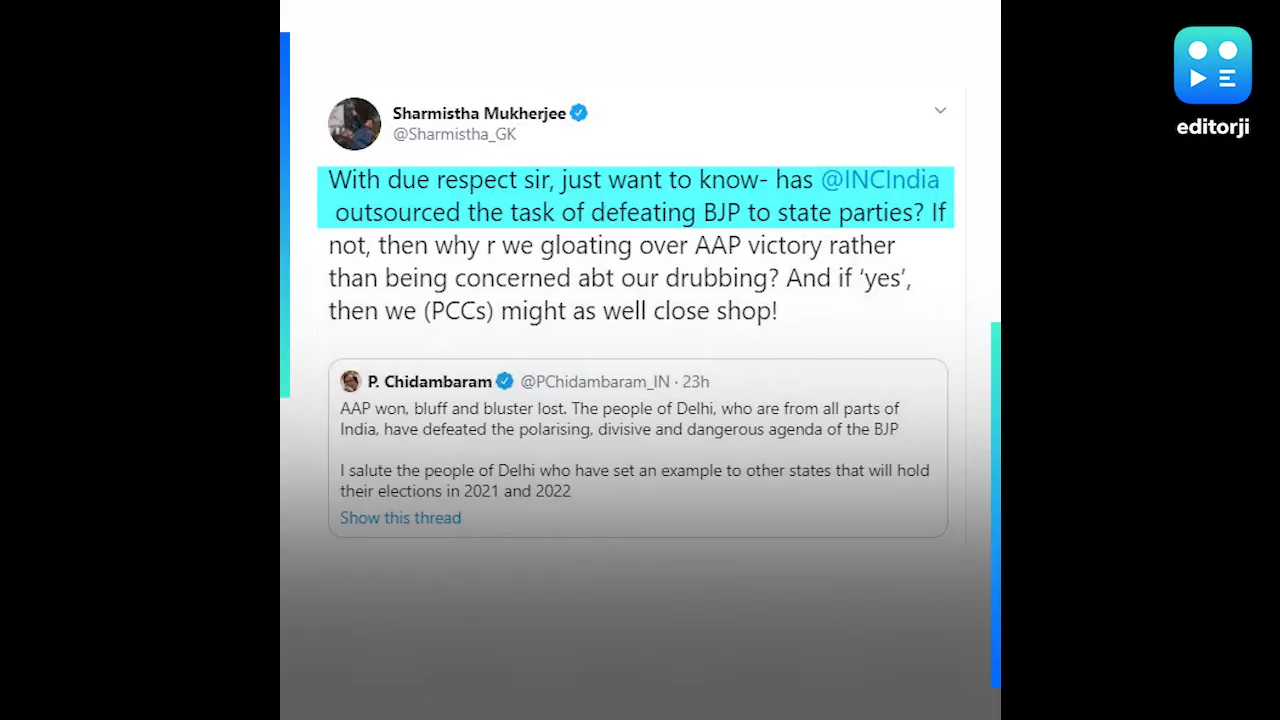 editorji
Sharmistha Mukherjee
@Sharmistha_GK
With due respect sir, just want to know- has @INCIndia
outsourced the task of defeating BJP to state parties? If
not, then why r we gloating over AAP victory rather
than being concerned abt our drubbing? And if ‘yes’,
then we (PCCs) might as well close shop!
P. Chidambaram @PChidambaram_IN · 23h
AAP won, bluff and bluster lost. The people of Delhi, who are from all parts of
India, have defeated the polarising, divisive and dangerous agenda of the BJP
I salute the people of Delhi who have set an example to other states that will hold
their elections in 2021 and 2022
Show this thread